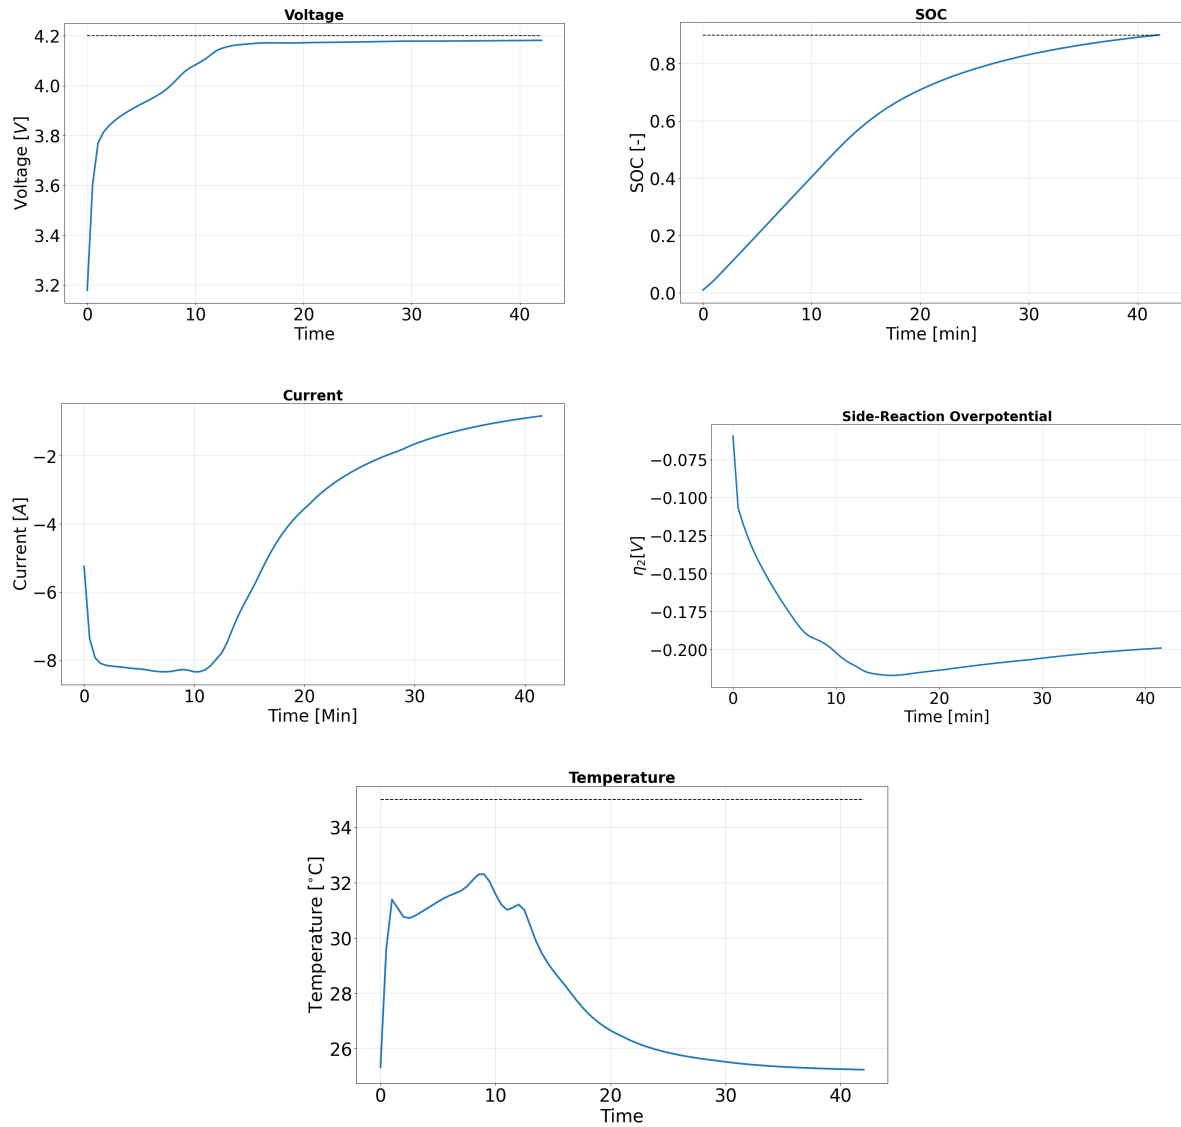 Voltage
Voltage [V]
4.2
4.0
3.8
3.6
3.4
3.2
0 10 20 30 40
Time
SOC
SOC [-]
0.8
0.6
0.4
0.2
0.0
0 10 20 30 40
Time [min]
Current
Current [A]
−2
−4
−6
−8
0 10 20 30 40
Time [Min]
Side-Reaction Overpotential
η₂[V]
−0.075
−0.100
−0.125
−0.150
−0.175
−0.200
0 10 20 30 40
Time [min]
Temperature
Temperature [°C]
34
32
30
28
26
0 10 20 30 40
Time